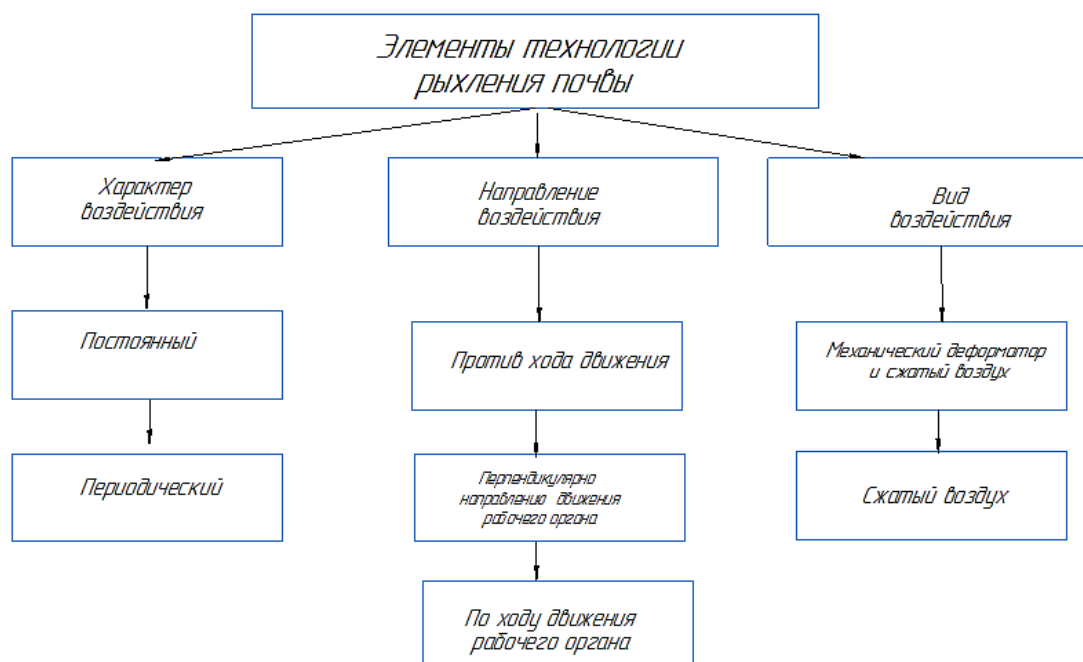 Элементы технологии
рыхления почвы
Характер
воздействия
Направление
воздействия
Вид
воздействия
Постоянный
Против хода движения
Механический деформатор
и сжатый воздух
Периодический
Перпендикулярно
направлению движения
рабочего органа
Сжатый воздух
По ходу движения
рабочего органа